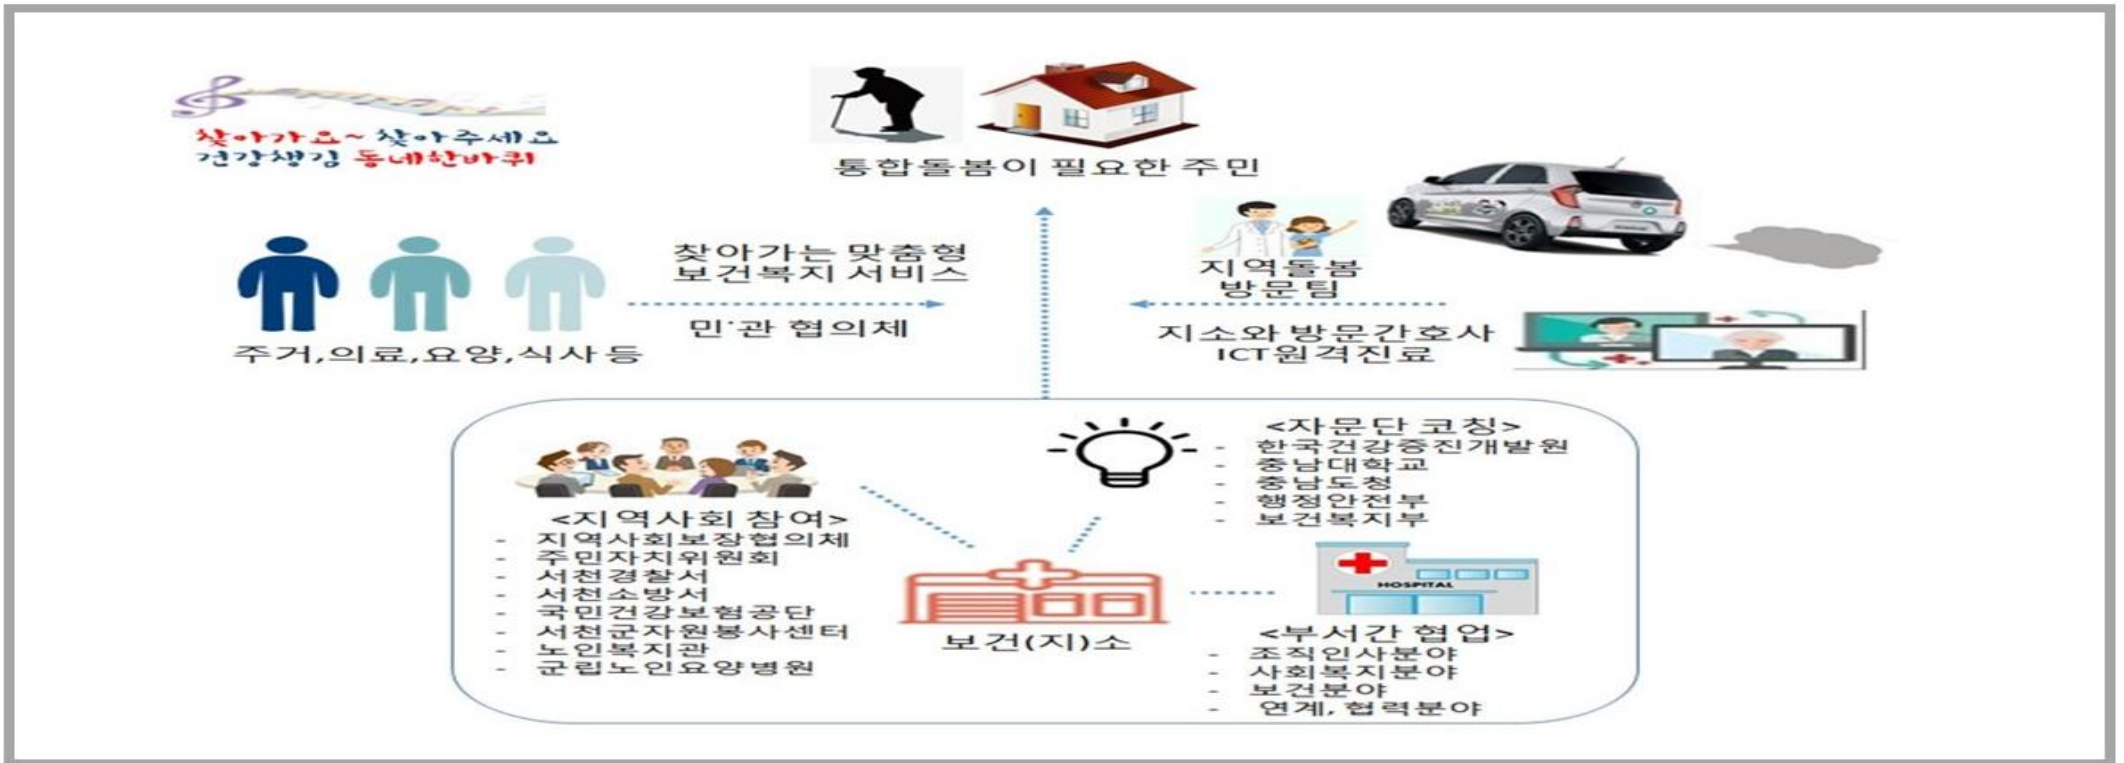 찾아가요~ 찾아주세요
건강챙김 동네한바퀴
통합돌봄이 필요한 주민
찾아가는 맞춤형
보건복지 서비스
민·관 협의체
주거,의료,요양,식사 등
지역돌봄
방문팀
지소와 방문간호사
ICT원격진료
<지역사회 참여>
- 지역사회보장협의체
- 주민자치위원회
- 서천경찰서
- 서천소방서
- 국민건강보험공단
- 서천군자원봉사센터
- 노인복지관
- 군립노인요양병원
<자문단 코칭>
- 한국건강증진개발원
- 충남대학교
- 충남도청
- 행정안전부
- 보건복지부
보건(지)소
HOSPITAL
<부서간 협업>
- 조직인사분야
- 사회복지분야
- 보건분야
- 연계, 협력분야